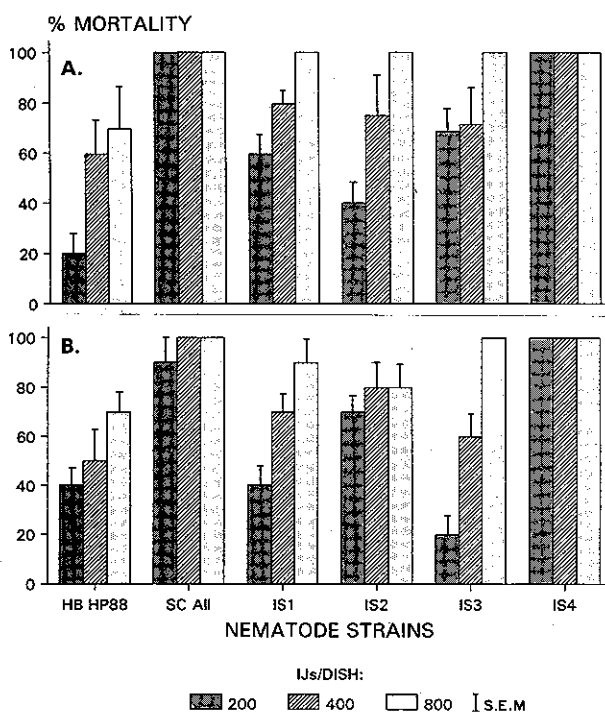 % MORTALITY
A.
100
80
60
40
20
0
B.
100
80
60
40
20
0
HB HP88 SC All IS1 IS2 IS3 IS4
NEMATODE STRAINS
IJs/DISH:
200 400 800 S.E.M